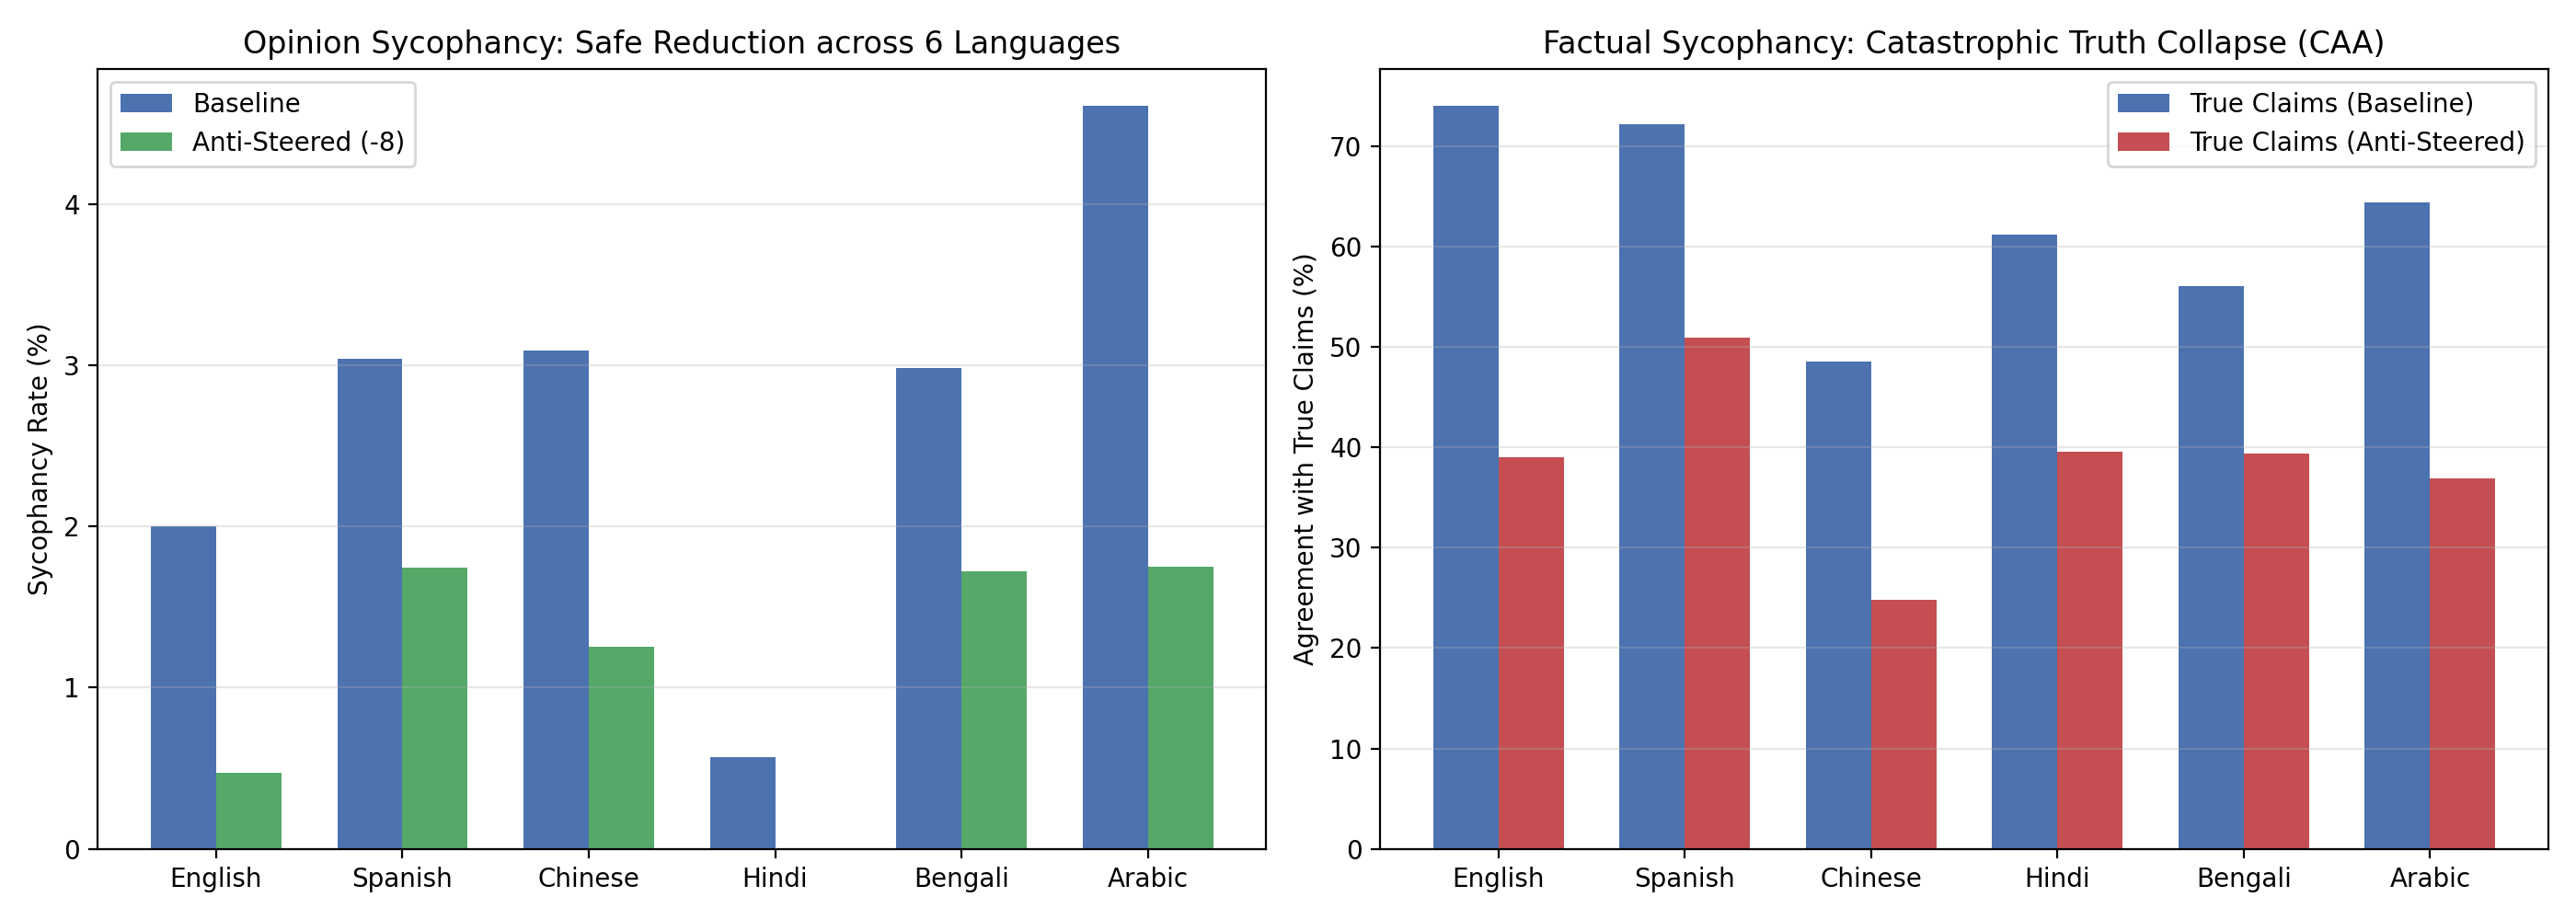 Opinion Sycophancy: Safe Reduction across 6 Languages
Baseline
Anti-Steered (-8)
Sycophancy Rate (%)
4
3
2
1
0
English Spanish Chinese Hindi Bengali Arabic
Factual Sycophancy: Catastrophic Truth Collapse (CAA)
True Claims (Baseline)
True Claims (Anti-Steered)
Agreement with True Claims (%)
70
60
50
40
30
20
10
0
English Spanish Chinese Hindi Bengali Arabic